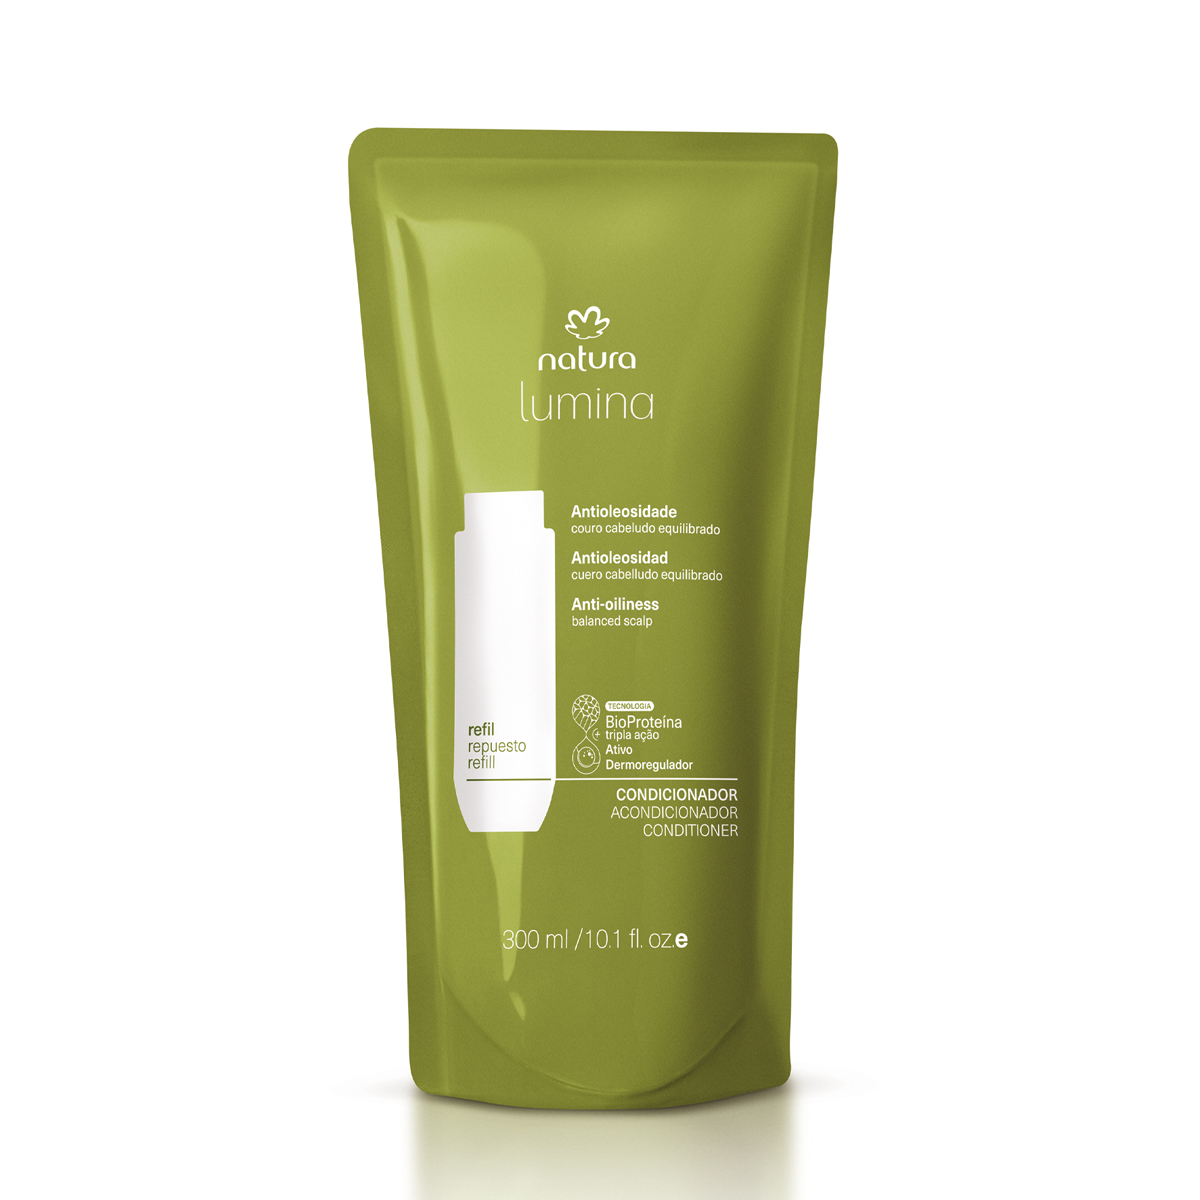 natura
lumina
Antioleosidade
couro cabeludo equilibrado
Antioleosidad
cuero cabelludo equilibrado
Anti-oiliness
balanced scalp
TECNOLOGIA
BioProteína
tripla ação
+
Ativo
Dermoregulador
refil
repuesto
refill
CONDICIONADOR
ACONDICIONADOR
CONDITIONER
300 ml /10.1 fl. oz.e